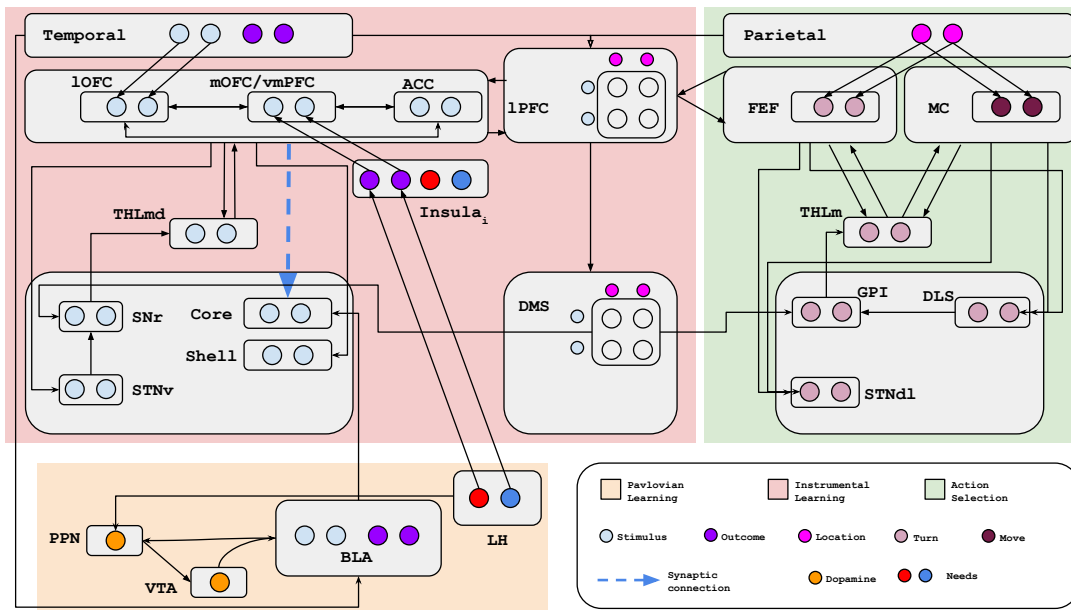 Temporal
Parietal
lOFC
mOFC/vmPFC
ACC
lPFC
FEF
MC
Insula_i
THLmd
THLm
SNr
Core
Shell
STNv
DMS
GPI
DLS
STNdl
PPN
VTA
BLA
LH
Pavlovian
Learning
Instrumental
Learning
Action
Selection
Stimulus
Outcome
Location
Turn
Move
Synaptic
connection
Dopamine
Needs